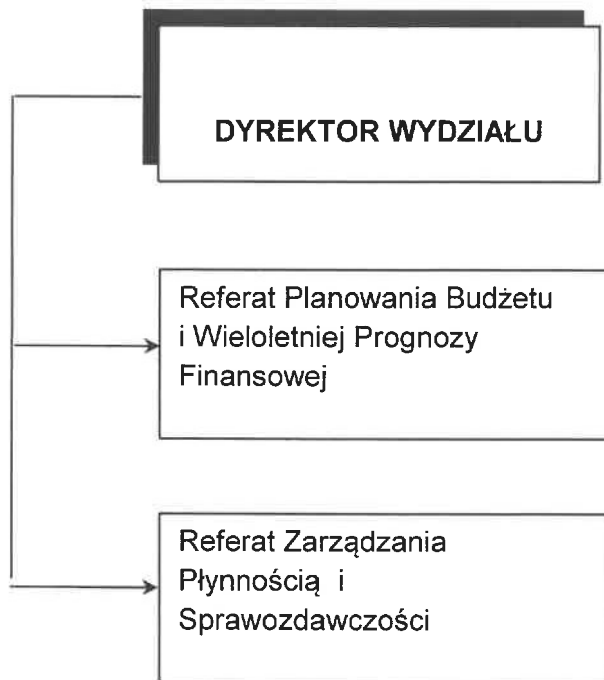 DYREKTOR WYDZIAŁU
Referat Planowania Budżetu
i Wieloletniej Prognozy
Finansowej
Referat Zarządzania
Płynnością i
Sprawozdawczości